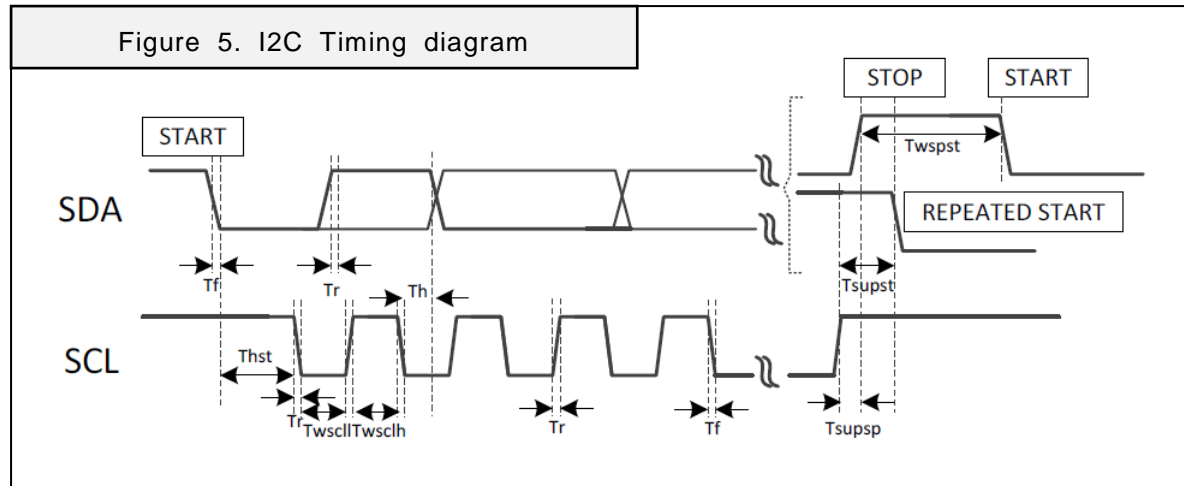 Figure 5. I2C Timing diagram
STOP
START
START
Twspst
SDA
REPEATED START
Tf
Tr
Th
Tsupst
SCL
Thst
Tr
Twscll
Twsclh
Tr
Tf
Tsupsp